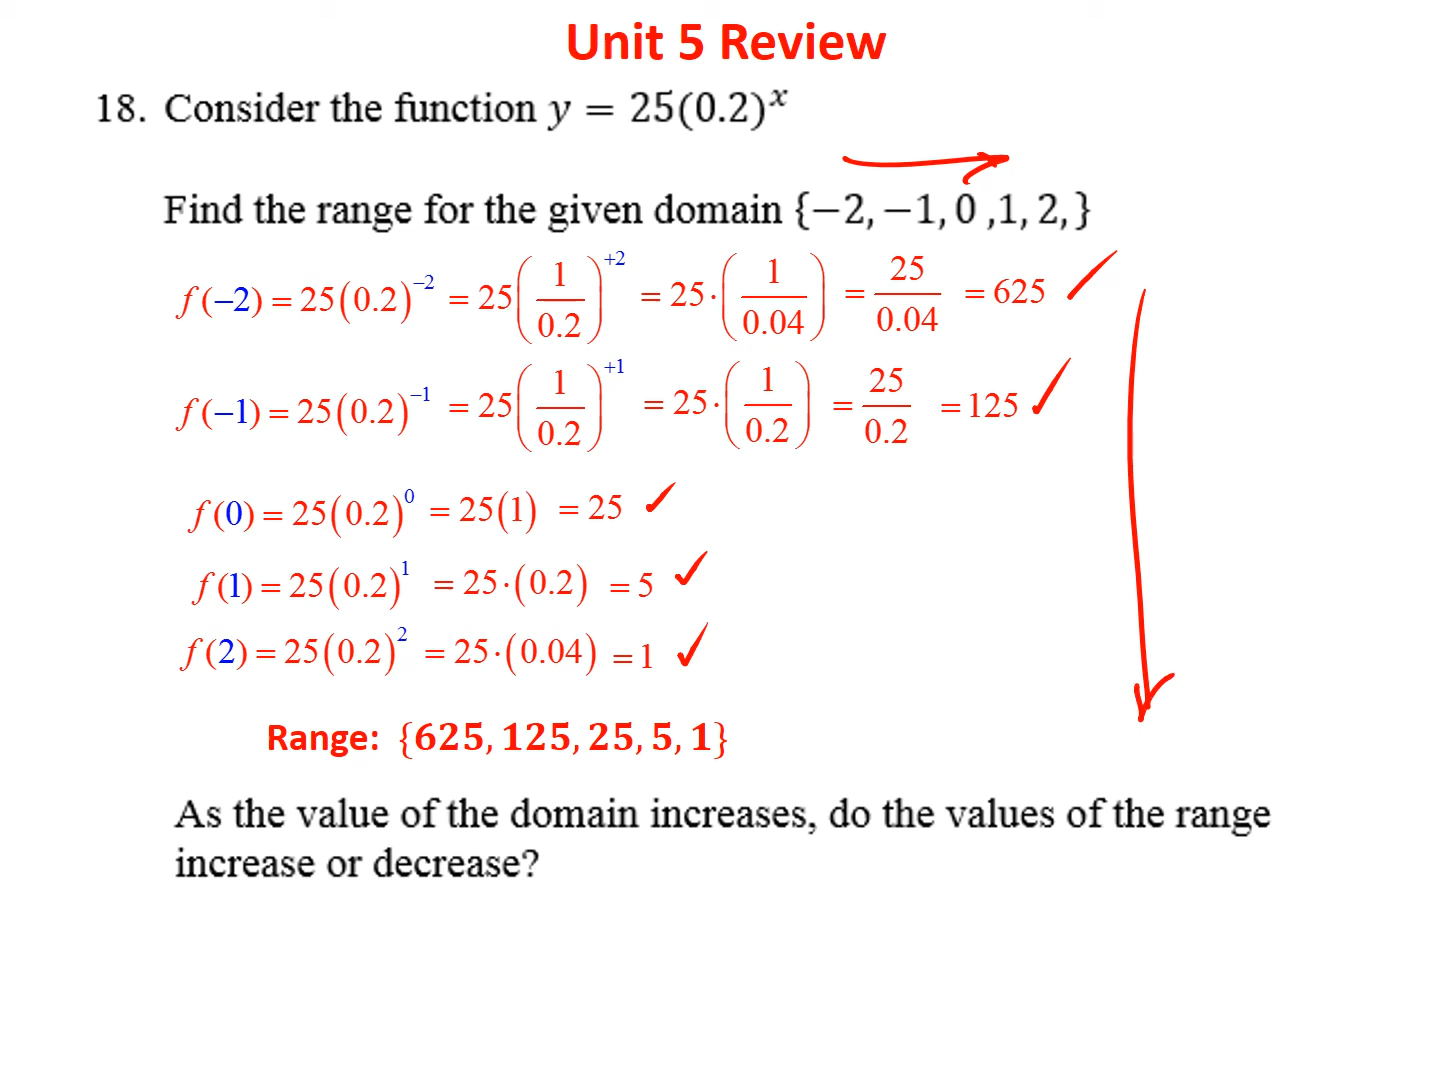 Unit 5 Review
18. Consider the function y = 25(0.2)^x
Find the range for the given domain {−2, −1, 0 ,1, 2, }
f(−2) = 25(0.2)^−2 = 25(1/0.2)^+2 = 25·(1/0.04) = 25/0.04 = 625 ✓
f(−1) = 25(0.2)^−1 = 25(1/0.2)^+1 = 25·(1/0.2) = 25/0.2 = 125 ✓
f(0) = 25(0.2)^0 = 25(1) = 25 ✓
f(1) = 25(0.2)^1 = 25·(0.2) = 5 ✓
f(2) = 25(0.2)^2 = 25·(0.04) = 1 ✓
Range: {625, 125, 25, 5, 1}
As the value of the domain increases, do the values of the range
increase or decrease?